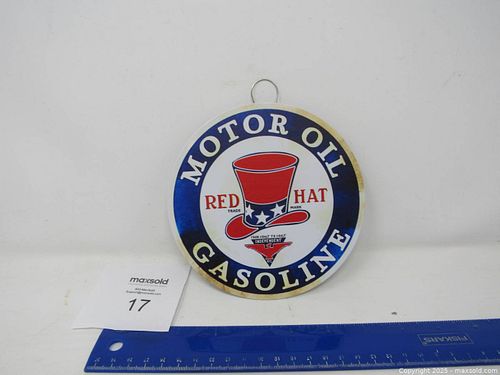 MOTOR OIL
RED HAT
TRADE MARK
INDEPENDENT
GASOLINE
maxsold
17
FISKARS
Copyright 2025 - maxsold.com